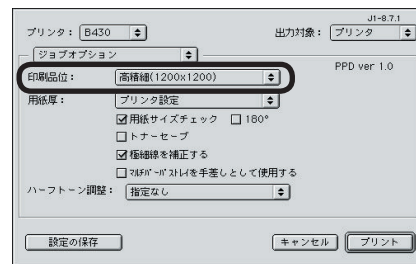 J1-8.7.1
プリンタ： B430 出力対象： プリンタ
ジョブオプション
PPD ver 1.0
印刷品位： 高精細(1200x1200)
用紙厚： プリンタ設定
用紙サイズチェック 180°
トナーセーブ
極細線を補正する
マルチパーパストレイを手差しとして使用する
ハーフトーン調整： 指定なし
設定の保存 キャンセル プリント